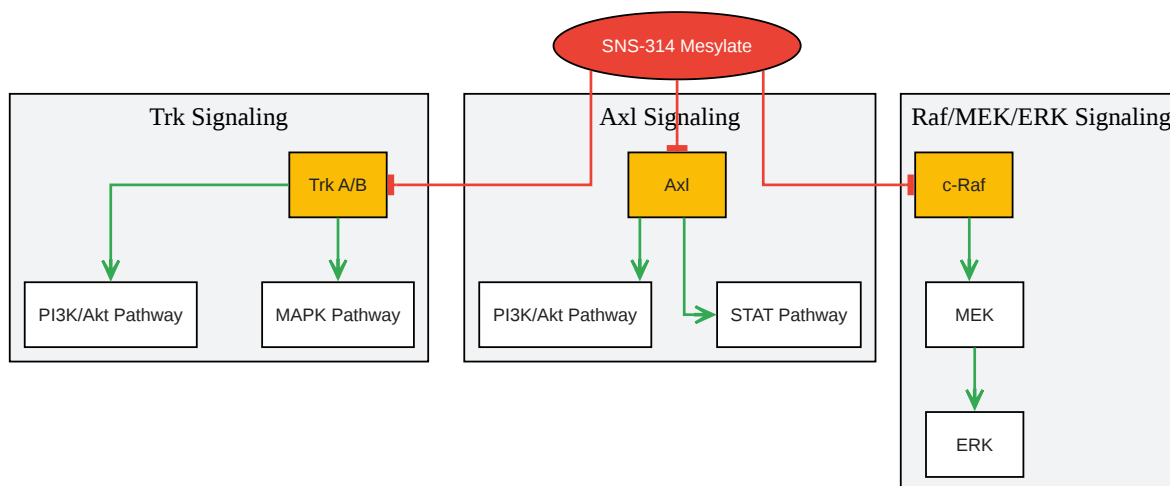 SNS-314 Mesylate
Trk Signaling
Axl Signaling
Raf/MEK/ERK Signaling
Trk A/B
Axl
c-Raf
PI3K/Akt Pathway
MAPK Pathway
PI3K/Akt Pathway
STAT Pathway
MEK
ERK